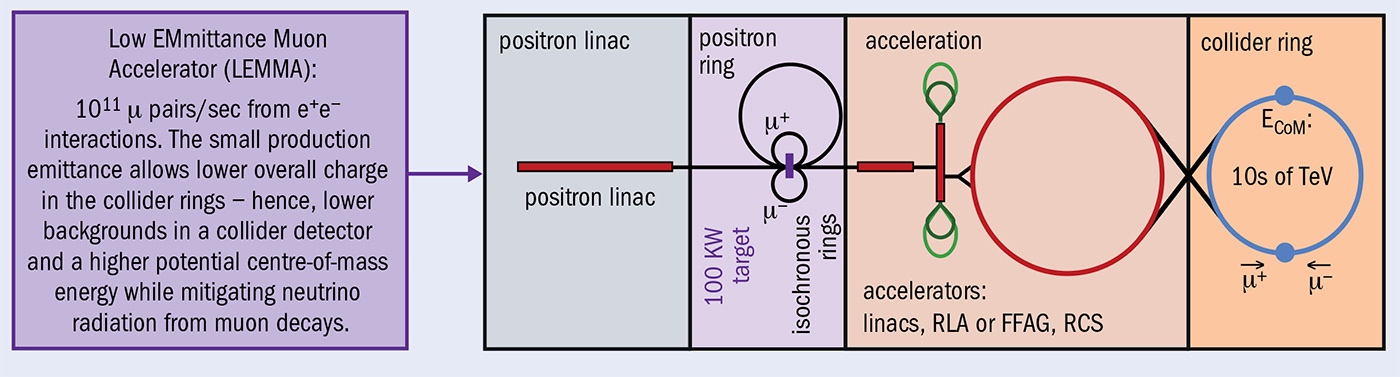 Low EMmittance Muon
Accelerator (LEMMA):
10¹¹ μ pairs/sec from e⁺e⁻
interactions. The small production
emittance allows lower overall charge
in the collider rings – hence, lower
backgrounds in a collider detector
and a higher potential centre-of-mass
energy while mitigating neutrino
radiation from muon decays.
positron linac
positron linac
positron
ring
μ⁺
μ⁻
100 KW
target
isochronous
rings
acceleration
accelerators:
linacs, RLA or FFAG, RCS
collider ring
E_CoM:
10s of TeV
μ⁺
μ⁻